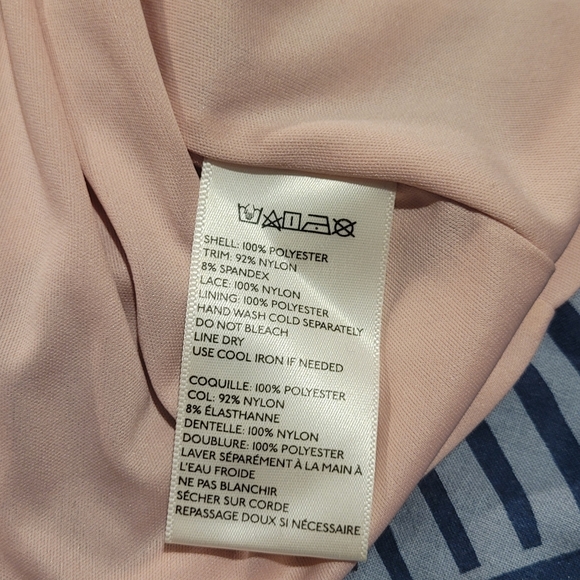 SHELL: 100% POLYESTER
TRIM: 92% NYLON
8% SPANDEX
LACE: 100% NYLON
LINING: 100% POLYESTER
HAND WASH COLD SEPARATELY
DO NOT BLEACH
LINE DRY
USE COOL IRON IF NEEDED
COQUILLE: 100% POLYESTER
COL: 92% NYLON
8% ÉLASTHANNE
DENTELLE: 100% NYLON
DOUBLURE: 100% POLYESTER
LAVER SÉPARÉMENT À LA MAIN À
L'EAU FROIDE
NE PAS BLANCHIR
SÉCHER SUR CORDE
REPASSAGE DOUX SI NÉCESSAIRE